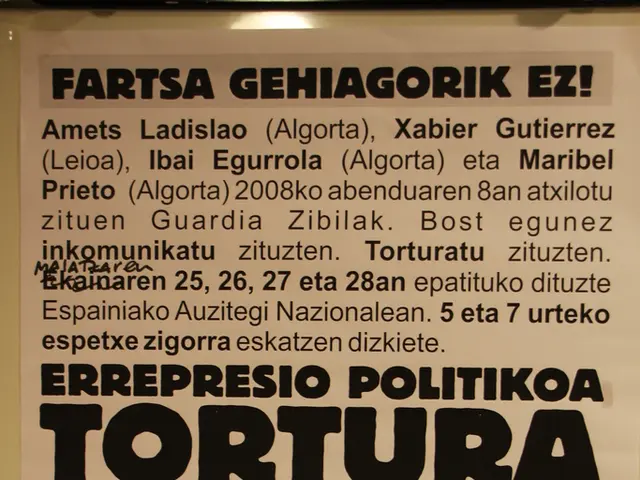 FARTSA GEHIAGORIK EZ!
Amets Ladislao (Algorta), Xabier Gutierrez
(Leioa), Ibai Egurrola (Algorta) eta Maribel
Prieto (Algorta) 2008ko abenduaren 8an atxilotu
zituen Guardia Zibilak. Bost egunez
inkomunikatu zituzten. Torturatu zituzten.
MAIATZaren
Ekainaren 25, 26, 27 eta 28an epatituko dituzte
Espainiako Auzitegi Nazionalean. 5 eta 7 urteko
espetxe zigorra eskatzen dizkiete.
ERREPRESIO POLITIKOA
TORTURA